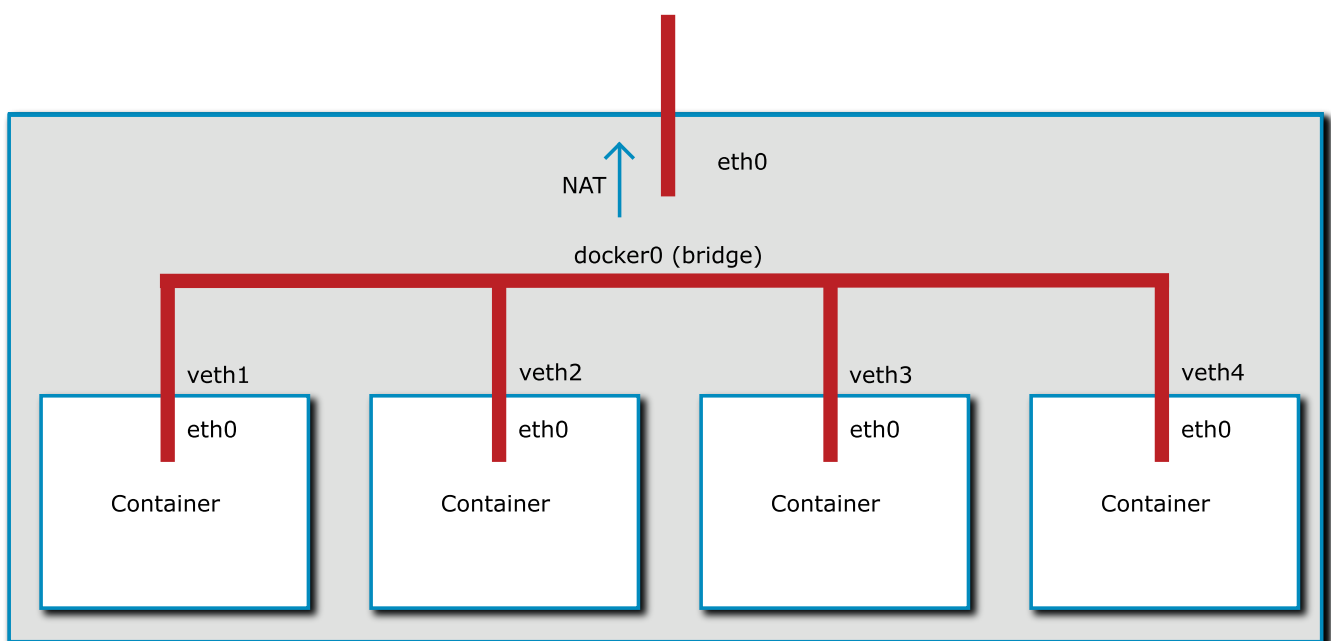 eth0
NAT
docker0 (bridge)
veth1
veth2
veth3
veth4
eth0
eth0
eth0
eth0
Container
Container
Container
Container